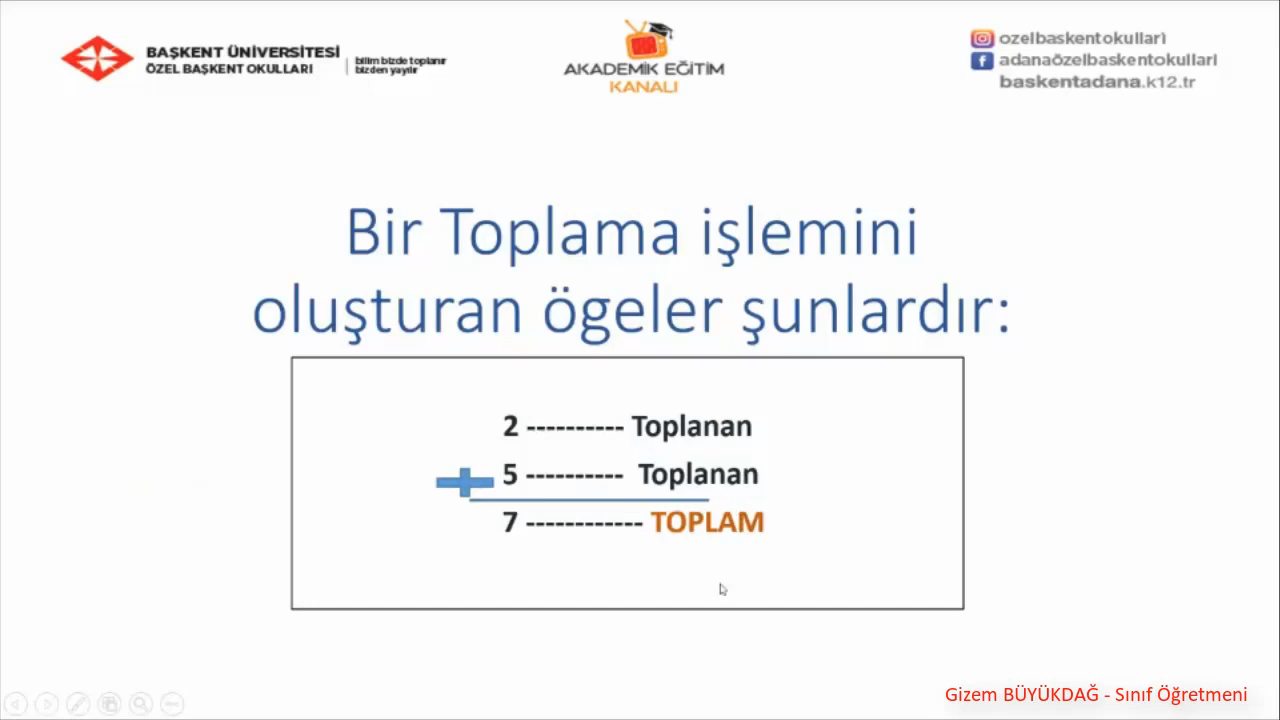 BAŞKENT ÜNİVERSİTESİ
ÖZEL BAŞKENT OKULLARI
bilim bizde toplanır
bizden yayılır
AKADEMİK EĞİTİM
KANALI
ozelbaskentokullari
adanaözelbaskentokullari
baskentadana.k12.tr
Bir Toplama işlemini
oluşturan ögeler şunlardır:
2 ---------- Toplanan
5 ---------- Toplanan
7 ------------ TOPLAM
Gizem BÜYÜKDAĞ - Sınıf Öğretmeni